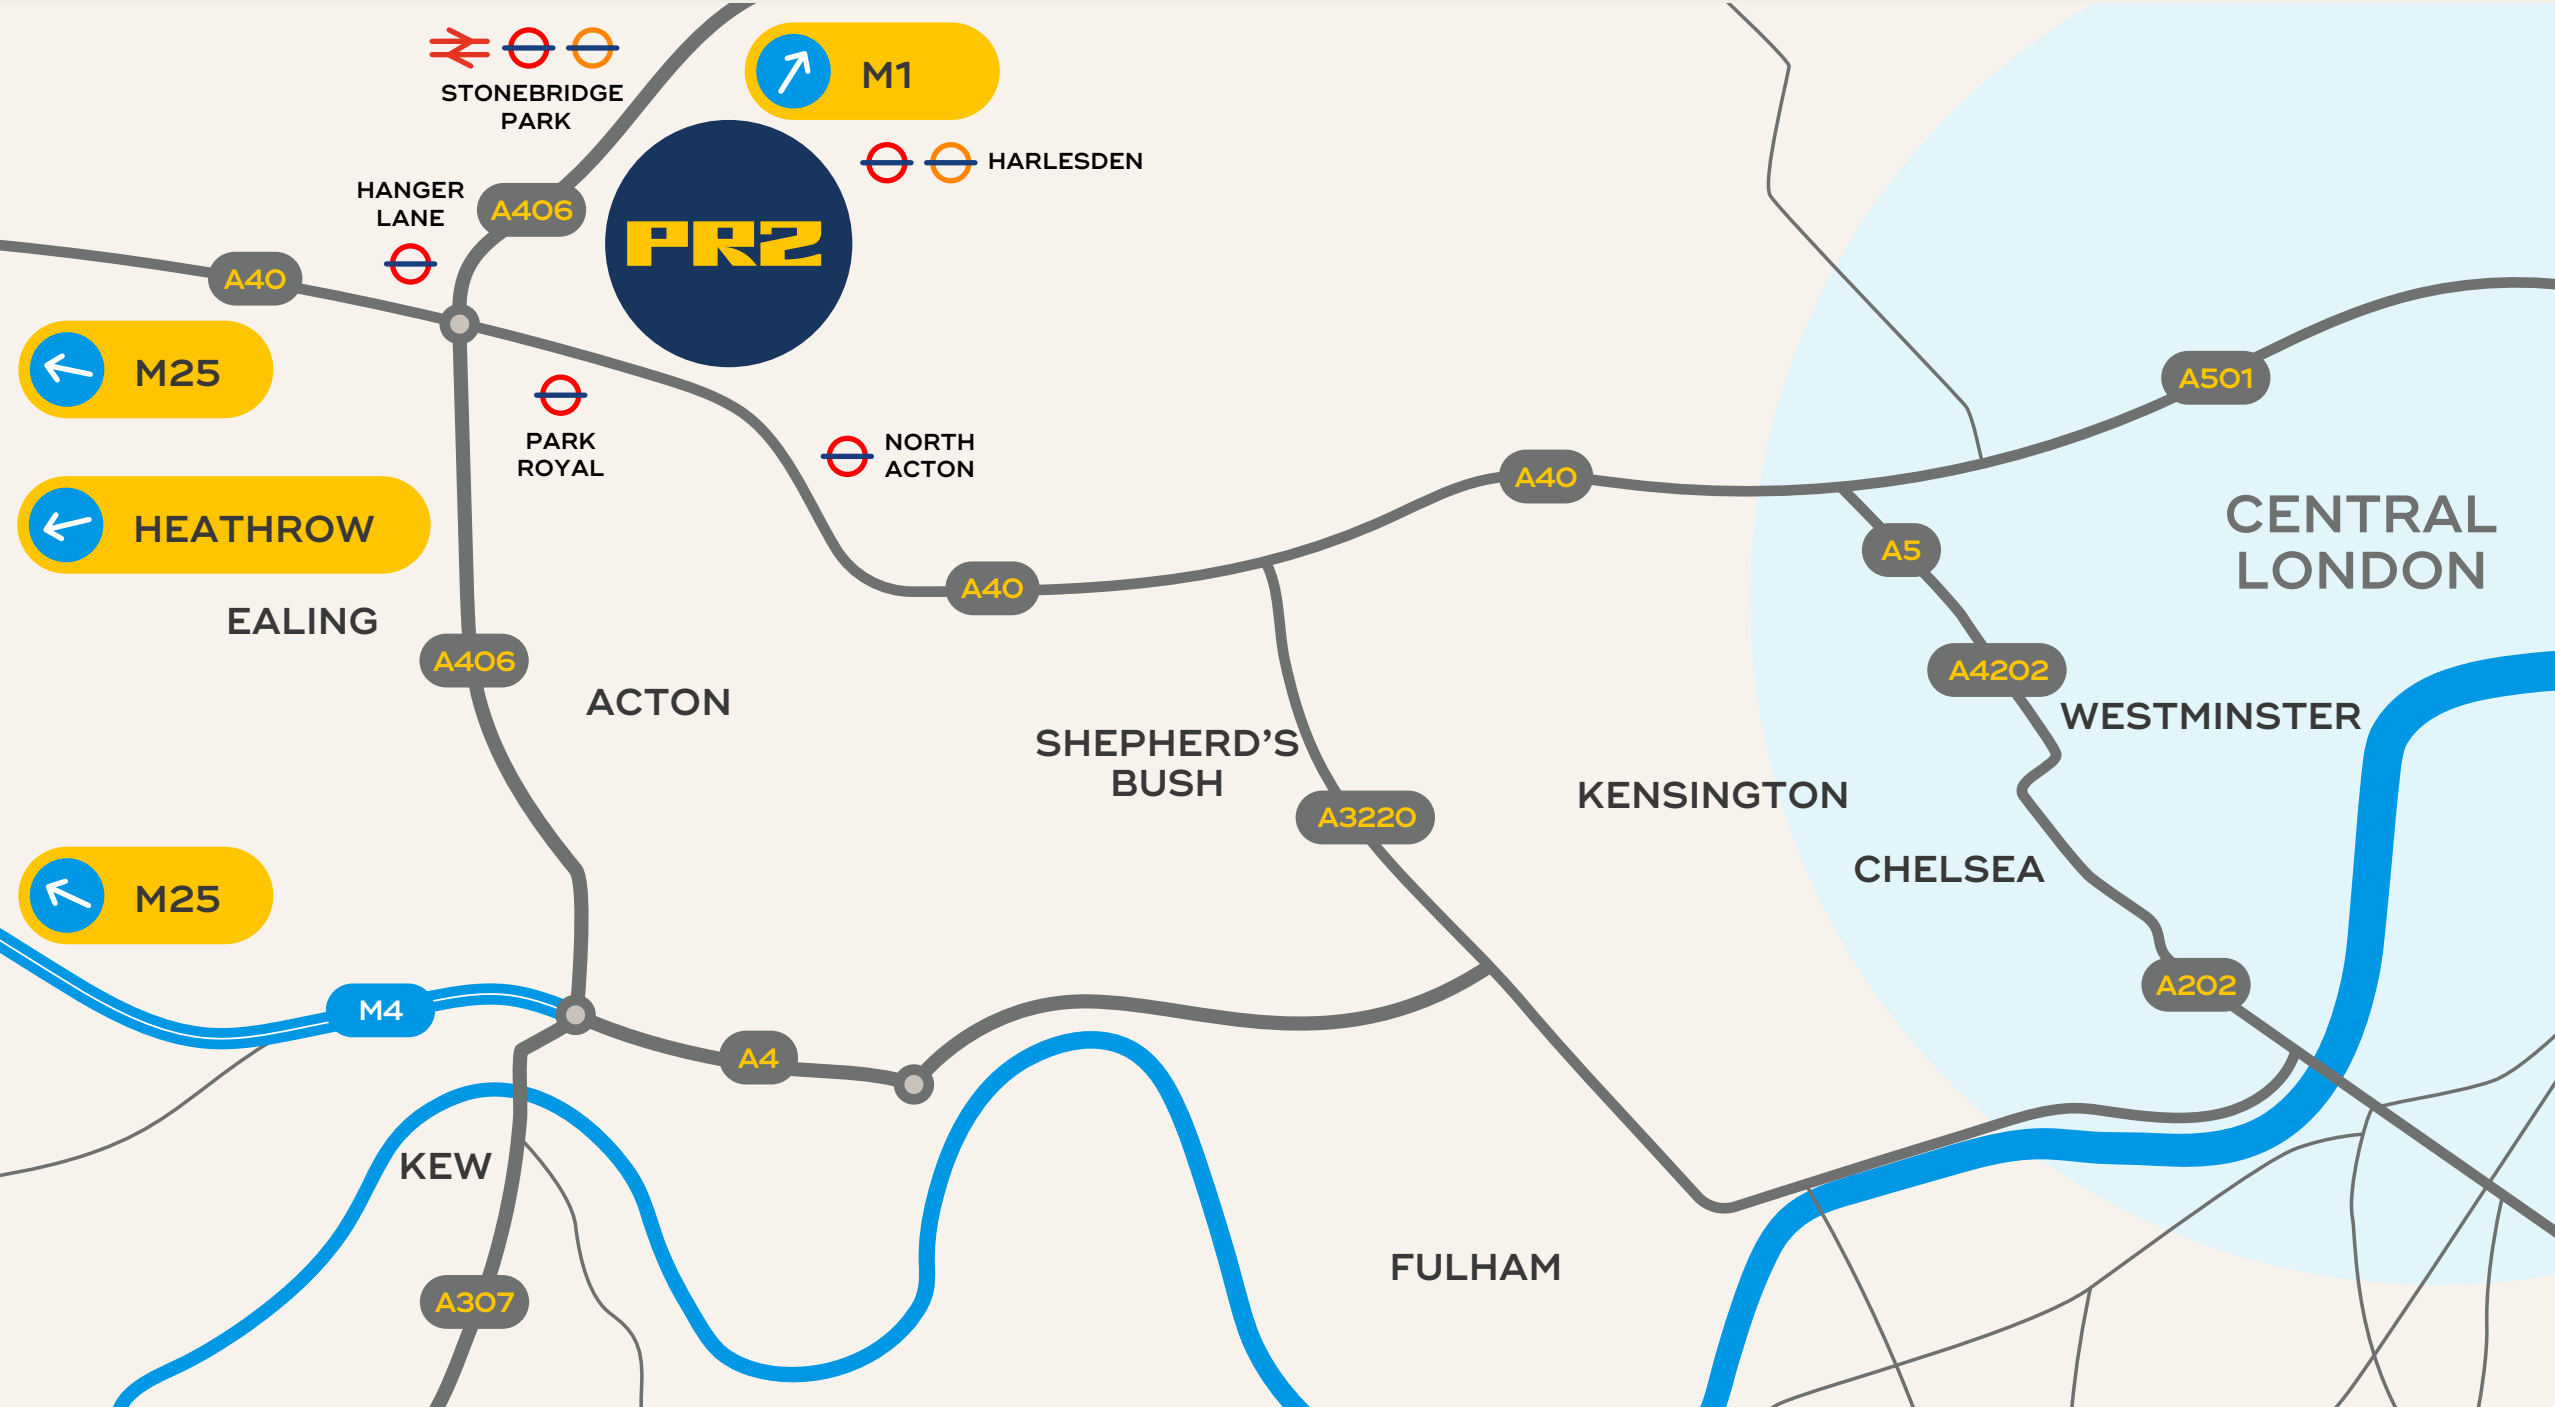 M1
STONEBRIDGE
PARK
HARLESDEN
HANGER
LANE
A406
PR2
A40
M25
A501
PARK
ROYAL
NORTH
ACTON
A40
HEATHROW
CENTRAL
LONDON
A5
A40
EALING
A406
A4202
ACTON
WESTMINSTER
SHEPHERD’S
BUSH
KENSINGTON
A3220
CHELSEA
M25
A202
M4
A4
KEW
FULHAM
A307